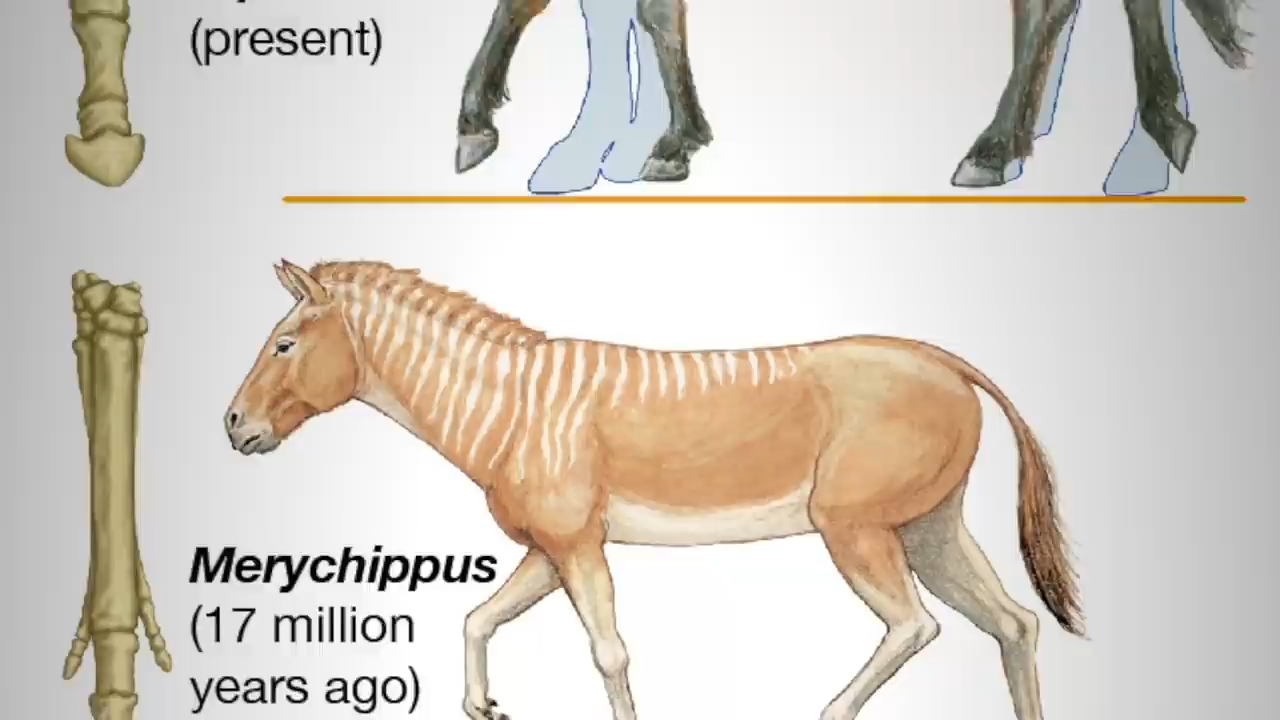 (present)
Merychippus
(17 million
years ago)